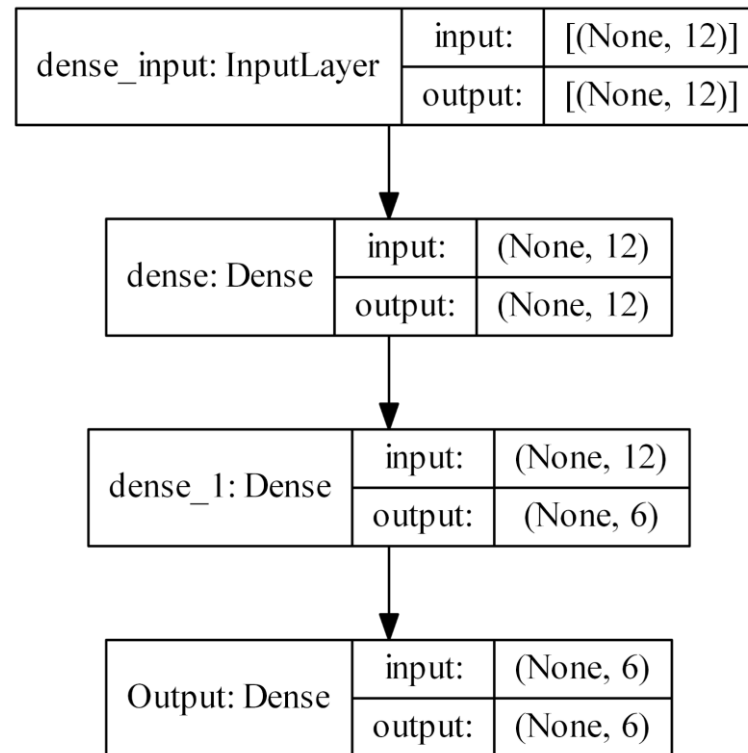 dense_input: InputLayer
input:
[(None, 12)]
output:
[(None, 12)]
dense: Dense
input:
(None, 12)
output:
(None, 12)
dense_1: Dense
input:
(None, 12)
output:
(None, 6)
Output: Dense
input:
(None, 6)
output:
(None, 6)